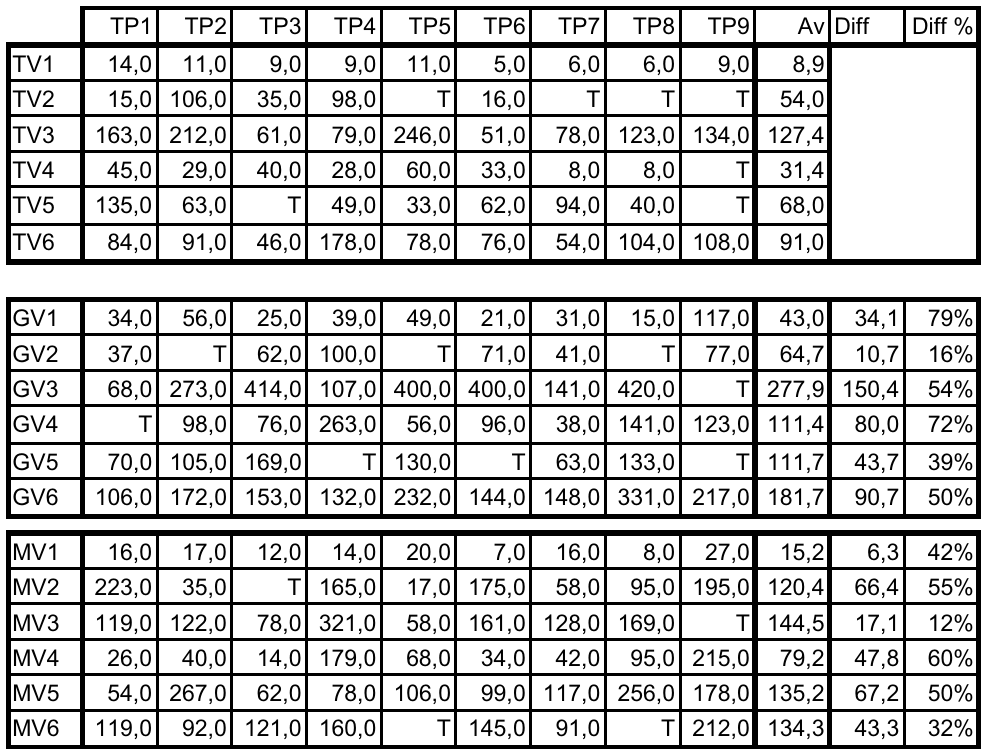 TP1 TP2 TP3 TP4 TP5 TP6 TP7 TP8 TP9 Av Diff Diff %
TV1 14,0 11,0 9,0 9,0 11,0 5,0 6,0 6,0 9,0 8,9
TV2 15,0 106,0 35,0 98,0 T 16,0 T T T 54,0
TV3 163,0 212,0 61,0 79,0 246,0 51,0 78,0 123,0 134,0 127,4
TV4 45,0 29,0 40,0 28,0 60,0 33,0 8,0 8,0 T 31,4
TV5 135,0 63,0 T 49,0 33,0 62,0 94,0 40,0 T 68,0
TV6 84,0 91,0 46,0 178,0 78,0 76,0 54,0 104,0 108,0 91,0
GV1 34,0 56,0 25,0 39,0 49,0 21,0 31,0 15,0 117,0 43,0 34,1 79%
GV2 37,0 T 62,0 100,0 T 71,0 41,0 T 77,0 64,7 10,7 16%
GV3 68,0 273,0 414,0 107,0 400,0 400,0 141,0 420,0 T 277,9 150,4 54%
GV4 T 98,0 76,0 263,0 56,0 96,0 38,0 141,0 123,0 111,4 80,0 72%
GV5 70,0 105,0 169,0 T 130,0 T 63,0 133,0 T 111,7 43,7 39%
GV6 106,0 172,0 153,0 132,0 232,0 144,0 148,0 331,0 217,0 181,7 90,7 50%
MV1 16,0 17,0 12,0 14,0 20,0 7,0 16,0 8,0 27,0 15,2 6,3 42%
MV2 223,0 35,0 T 165,0 17,0 175,0 58,0 95,0 195,0 120,4 66,4 55%
MV3 119,0 122,0 78,0 321,0 58,0 161,0 128,0 169,0 T 144,5 17,1 12%
MV4 26,0 40,0 14,0 179,0 68,0 34,0 42,0 95,0 215,0 79,2 47,8 60%
MV5 54,0 267,0 62,0 78,0 106,0 99,0 117,0 256,0 178,0 135,2 67,2 50%
MV6 119,0 92,0 121,0 160,0 T 145,0 91,0 T 212,0 134,3 43,3 32%